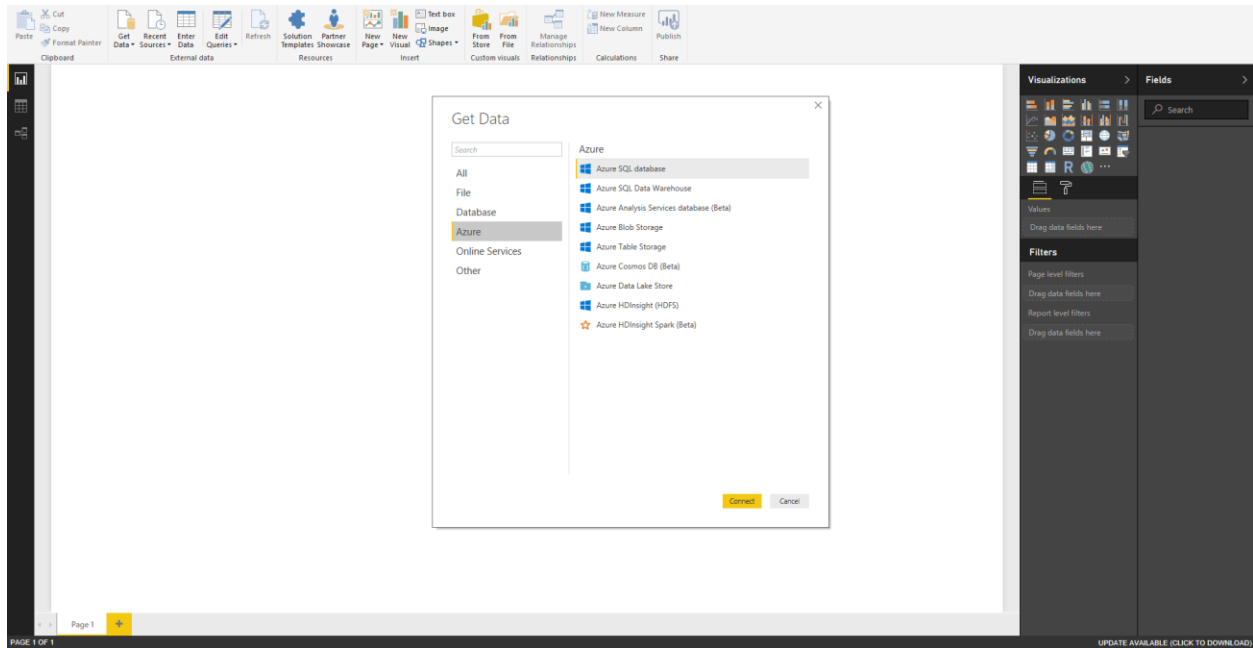 Paste
Cut
Copy
Format Painter
Clipboard
Get Data
Recent Sources
Enter Data
Edit Queries
Refresh
External data
Solution Templates
Partner Showcase
Resources
New Page
New Visual
Text box
Image
Shapes
Insert
From Store
From File
Custom visuals
Manage Relationships
Relationships
New Measure
New Column
Calculations
Publish
Share
Get Data
Search
All
File
Database
Azure
Online Services
Other
Azure
Azure SQL database
Azure SQL Data Warehouse
Azure Analysis Services database (Beta)
Azure Blob Storage
Azure Table Storage
Azure Cosmos DB (Beta)
Azure Data Lake Store
Azure HDInsight (HDFS)
Azure HDInsight Spark (Beta)
Connect
Cancel
Visualizations
R
Values
Drag data fields here
Filters
Page level filters
Drag data fields here
Report level filters
Drag data fields here
Fields
Search
Page 1
PAGE 1 OF 1
UPDATE AVAILABLE (CLICK TO DOWNLOAD)